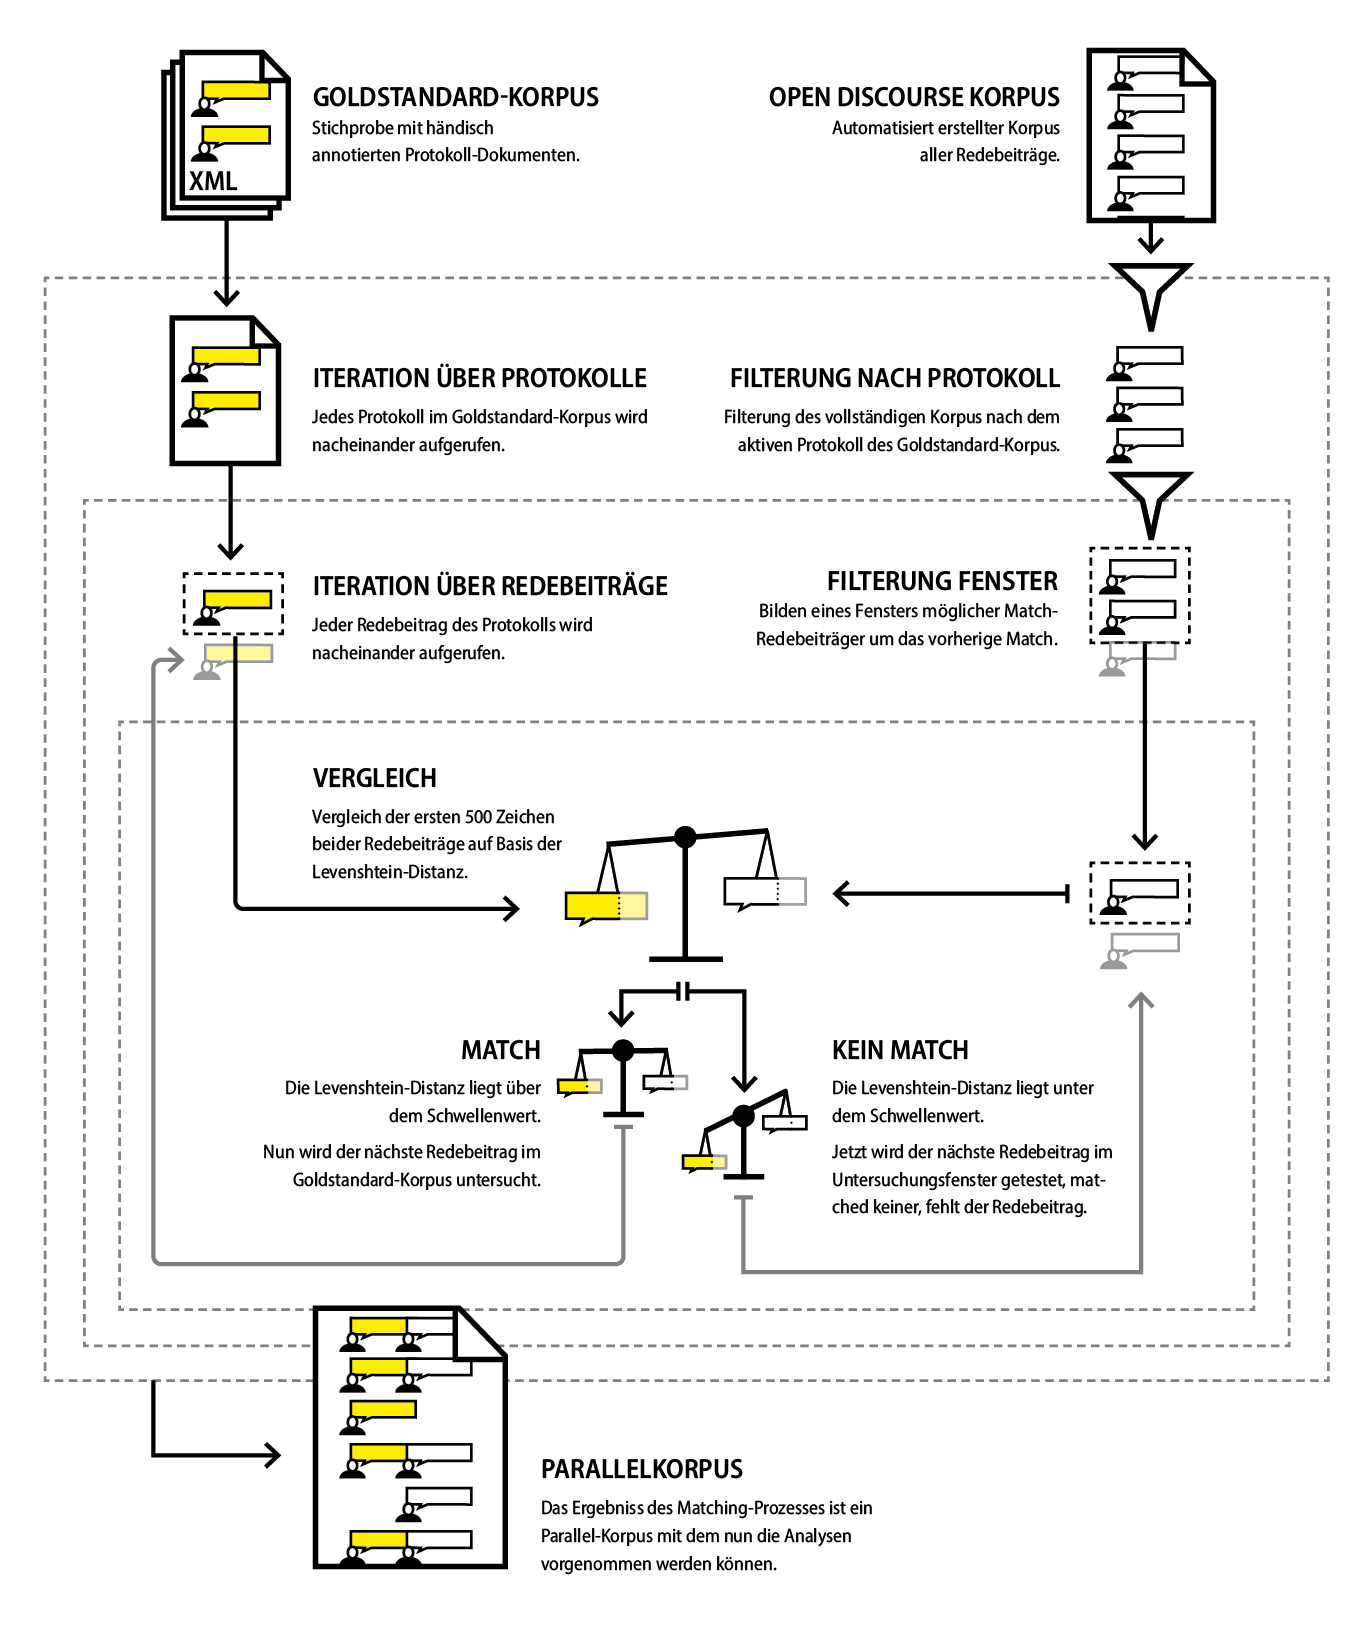 GOLDSTANDARD-KORPUS
Stichprobe mit händisch
annotierten Protokoll-Dokumenten.
XML
OPEN DISCOURSE KORPUS
Automatisiert erstellter Korpus
aller Redebeiträge.
ITERATION ÜBER PROTOKOLLE
Jedes Protokoll im Goldstandard-Korpus wird
nacheinander aufgerufen.
FILTERUNG NACH PROTOKOLL
Filterung des vollständigen Korpus nach dem
aktiven Protokoll des Goldstandard-Korpus.
ITERATION ÜBER REDEBEITRÄGE
Jeder Redebeitrag des Protokolls wird
nacheinander aufgerufen.
FILTERUNG FENSTER
Bilden eines Fensters möglicher Match-
Redebeiträger um das vorherige Match.
VERGLEICH
Vergleich der ersten 500 Zeichen
beider Redebeiträge auf Basis der
Levenshtein-Distanz.
MATCH
Die Levenshtein-Distanz liegt über
dem Schwellenwert.
Nun wird der nächste Redebeitrag im
Goldstandard-Korpus untersucht.
KEIN MATCH
Die Levenshtein-Distanz liegt unter
dem Schwellenwert.
Jetzt wird der nächste Redebeitrag im
Untersuchungsfenster getestet, mat-
ched keiner, fehlt der Redebeitrag.
PARALLELKORPUS
Das Ergebniss des Matching-Prozesses ist ein
Parallel-Korpus mit dem nun die Analysen
vorgenommen werden können.